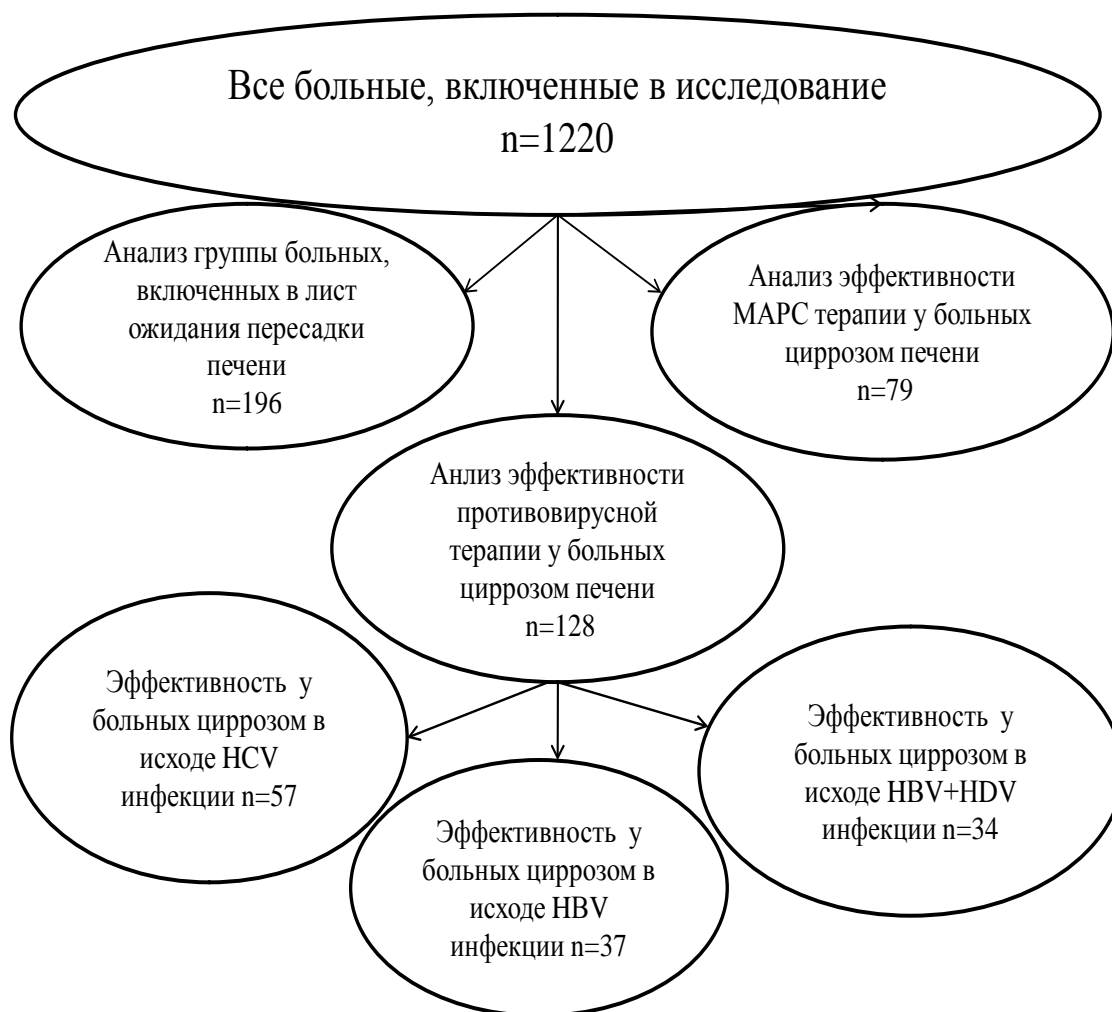 Все больные, включенные в исследование
n=1220
Анализ группы больных,
включенных в лист
ожидания пересадки
печени
n=196
Анализ эффективности
МАРС терапии у больных
циррозом печени
n=79
Анлиз эффективности
противовирусной
терапии у больных
циррозом печени
n=128
Эффективность у
больных циррозом в
исходе HCV
инфекции n=57
Эффективность у
больных циррозом в
исходе HBV
инфекции n=37
Эффективность у
больных циррозом в
исходе HBV+HDV
инфекции n=34